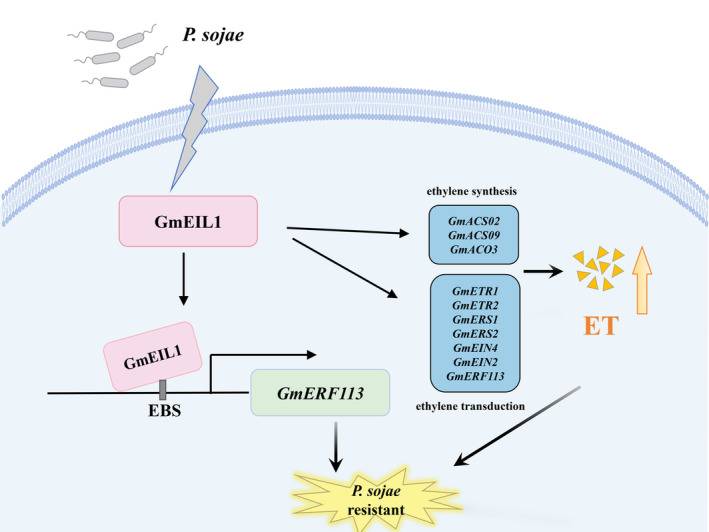 P. sojae
ethylene synthesis
GmEIL1
GmACS02
GmACS09
GmACO3
GmETR1
GmETR2
GmERS1
GmERS2
GmEIN4
GmEIN2
GmERF113
ET
GmEIL1
EBS
GmERF113
ethylene transduction
P. sojae
resistant